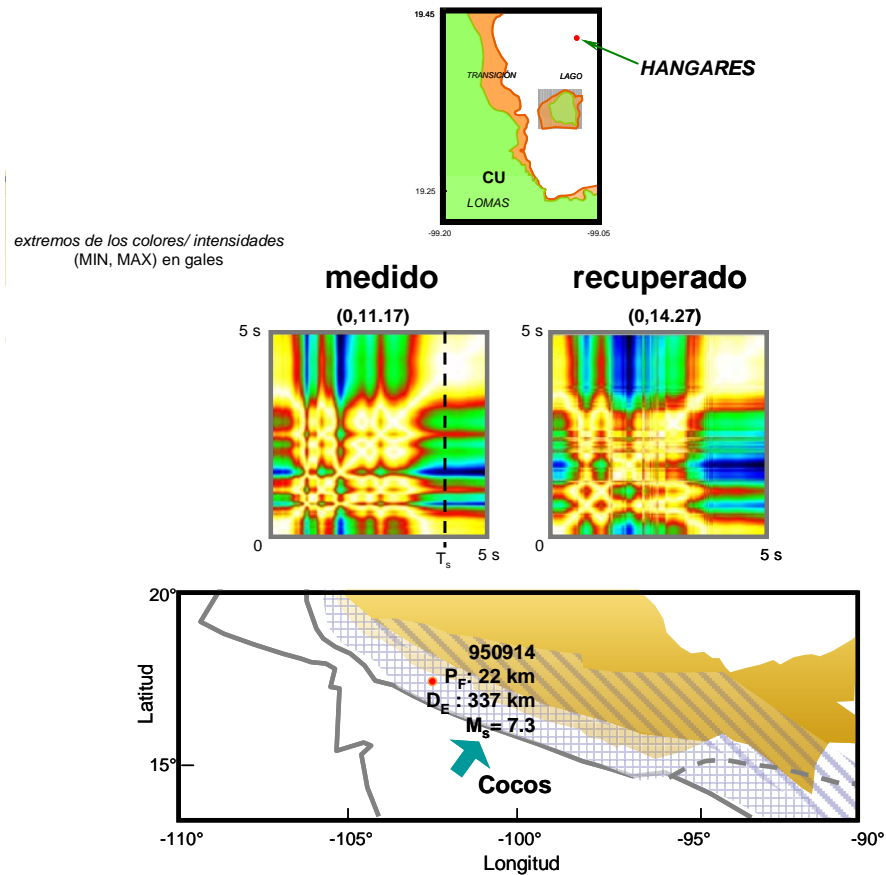 19.45
HANGARES
TRANSICIÓN
LAGO
CU
19.25
LOMAS
-99.20
-99.05
extremos de los colores/ intensidades
(MIN, MAX) en gales
medido
recuperado
(0,11.17)
(0,14.27)
5 s
5 s
0
Ts
5 s
0
5 s
20°
950914
PF: 22 km
DE : 337 km
Ms= 7.3
Latitud
15°
Cocos
-110°
-105°
-100°
-95°
-90°
Longitud